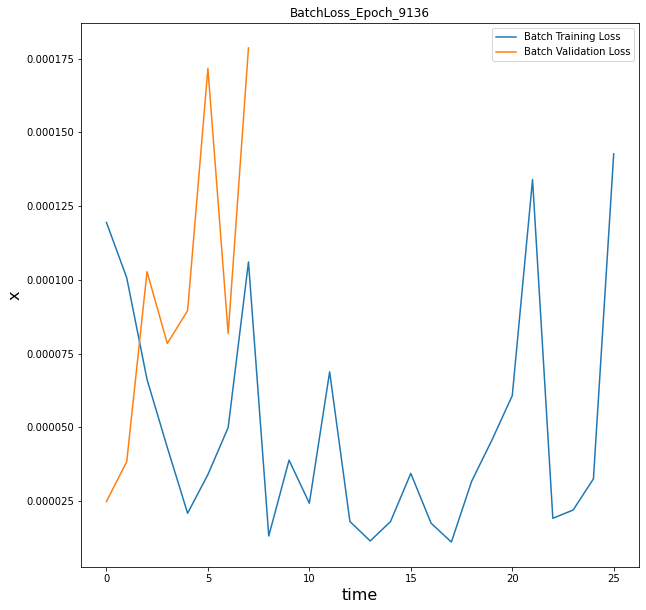 BatchLoss_Epoch_9136
Batch Training Loss
Batch Validation Loss
0.000175
0.000150
0.000125
0.000100
0.000075
0.000050
0.000025
x
0 5 10 15 20 25
time